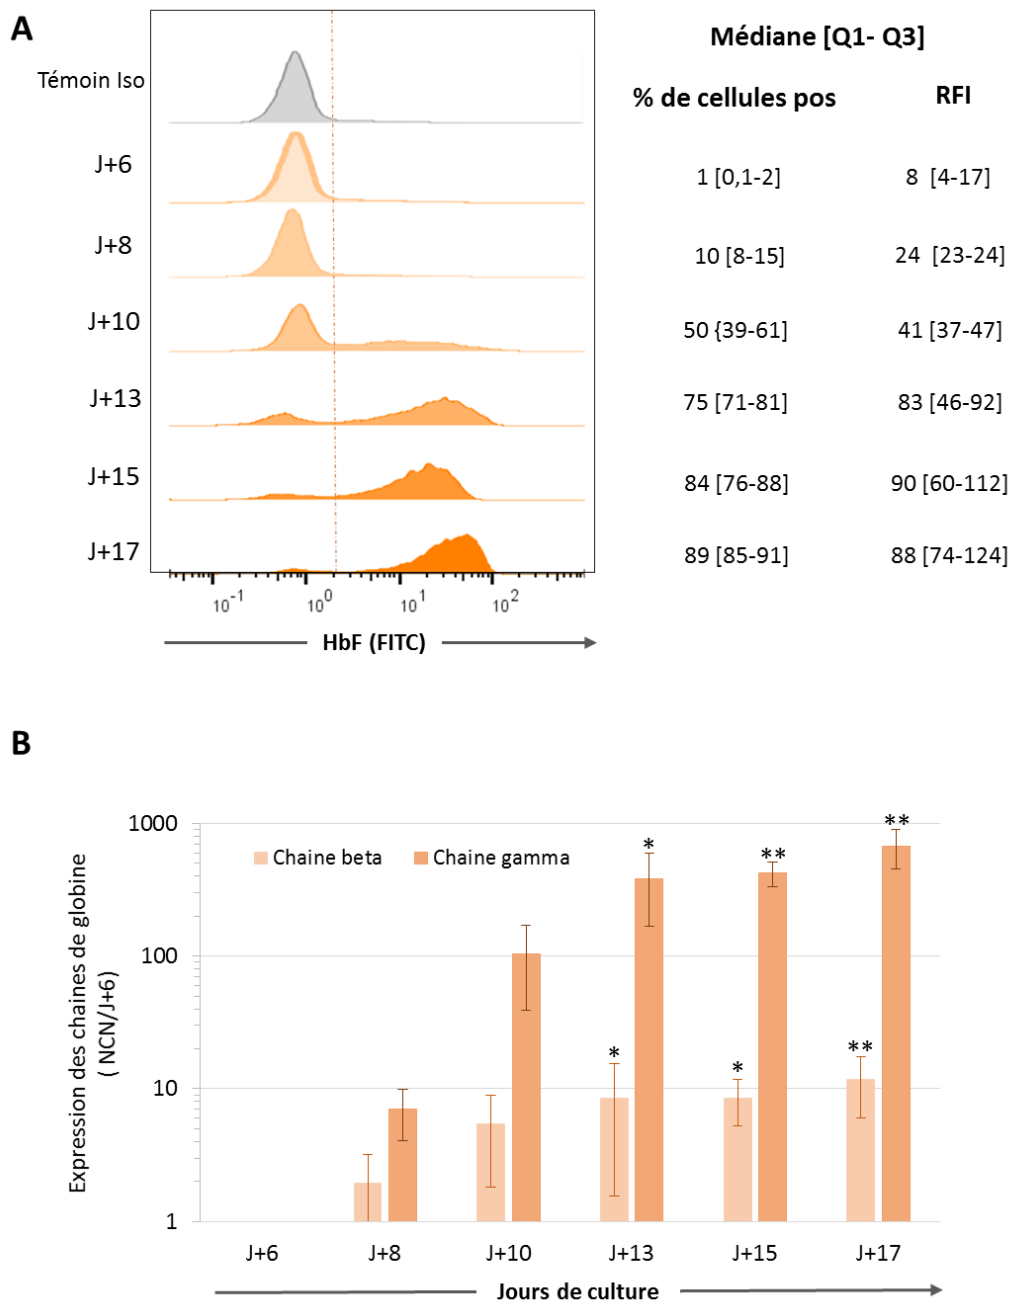 A
Médiane [Q1- Q3]
% de cellules pos RFI
Témoin Iso
J+6 1 [0,1-2] 8 [4-17]
J+8 10 [8-15] 24 [23-24]
J+10 50 {39-61] 41 [37-47]
J+13 75 [71-81] 83 [46-92]
J+15 84 [76-88] 90 [60-112]
J+17 89 [85-91] 88 [74-124]
10-1 100 101 102
HbF (FITC)
B
Expression des chaines de globine
( NCN/J+6)
1000
100
10
1
Chaine beta Chaine gamma
* * * ** ** **
J+6 J+8 J+10 J+13 J+15 J+17
Jours de culture